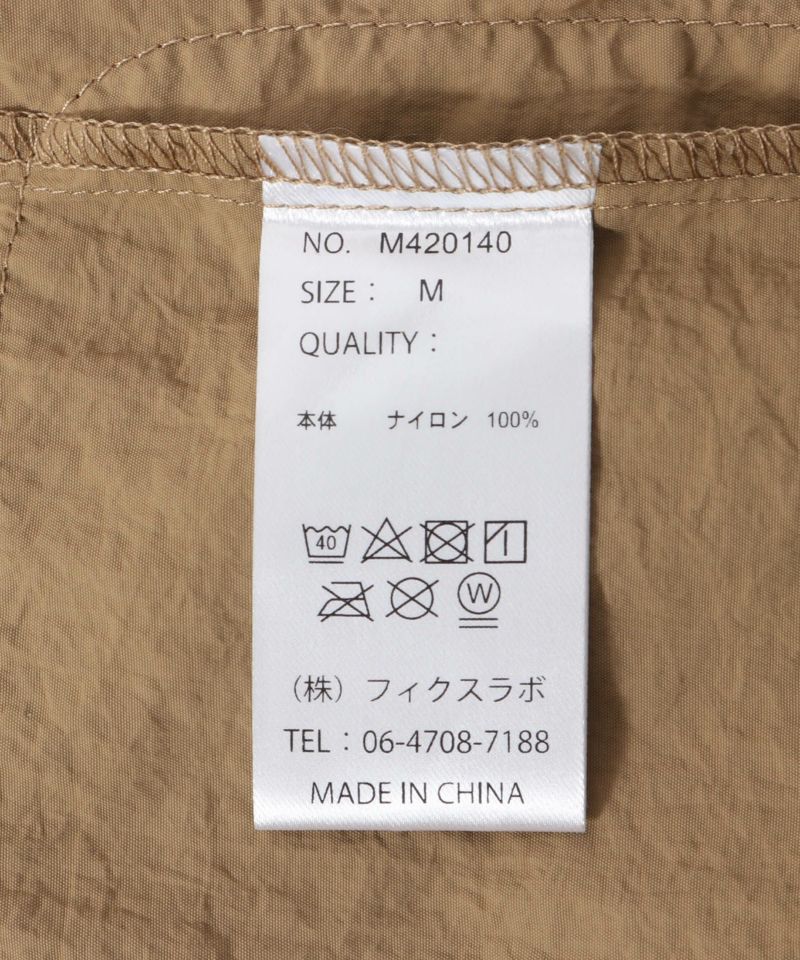 NO. M420140
SIZE： M
QUALITY：
本体 ナイロン 100%
40
W
（株）フィクスラボ
TEL：06-4708-7188
MADE IN CHINA